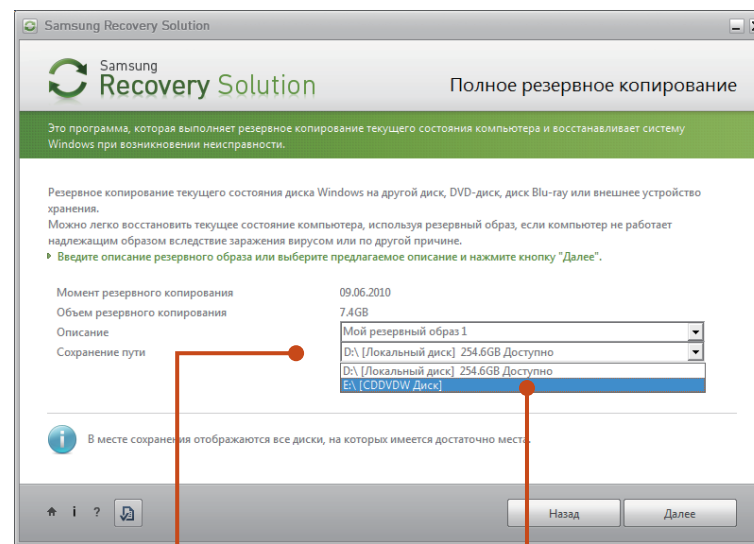 Samsung Recovery Solution
Samsung
Recovery Solution
Полное резервное копирование
Это программа, которая выполняет резервное копирование текущего состояния компьютера и восстанавливает систему
Windows при возникновении неисправности.
Резервное копирование текущего состояния диска Windows на другой диск, DVD-диск, диск Blu-ray или внешнее устройство
хранения.
Можно легко восстановить текущее состояние компьютера, используя резервный образ, если компьютер не работает
надлежащим образом вследствие заражения вирусом или по другой причине.
Введите описание резервного образа или выберите предлагаемое описание и нажмите кнопку "Далее".
Момент резервного копирования 09.06.2010
Объем резервного копирования 7.4GB
Описание Мой резервный образ 1
Сохранение пути D:\ [Локальный диск] 254.6GB Доступно
D:\ [Локальный диск] 254.6GB Доступно
E:\ [CDDVDW Диск]
В месте сохранения отображаются все диски, на которых имеется достаточно места.
Назад Далее